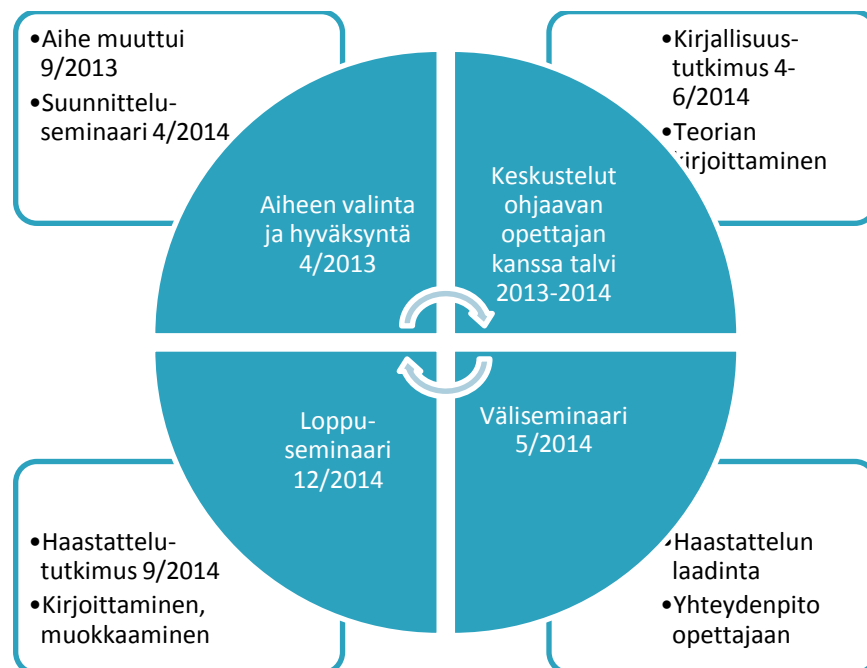 •Aihe muuttui
9/2013
•Suunnittelu-
seminaari 4/2014
Aiheen valinta
ja hyväksyntä
4/2013
•Kirjallisuus-
tutkimus 4-
6/2014
•Teorian
kirjoittaminen
Keskustelut
ohjaavan
opettajan
kanssa talvi
2013-2014
Väliseminaari
5/2014
•Haastattelun
laadinta
•Yhteydenpito
opettajaan
Loppu-
seminaari
12/2014
•Haastattelu-
tutkimus 9/2014
•Kirjoittaminen,
muokkaaminen